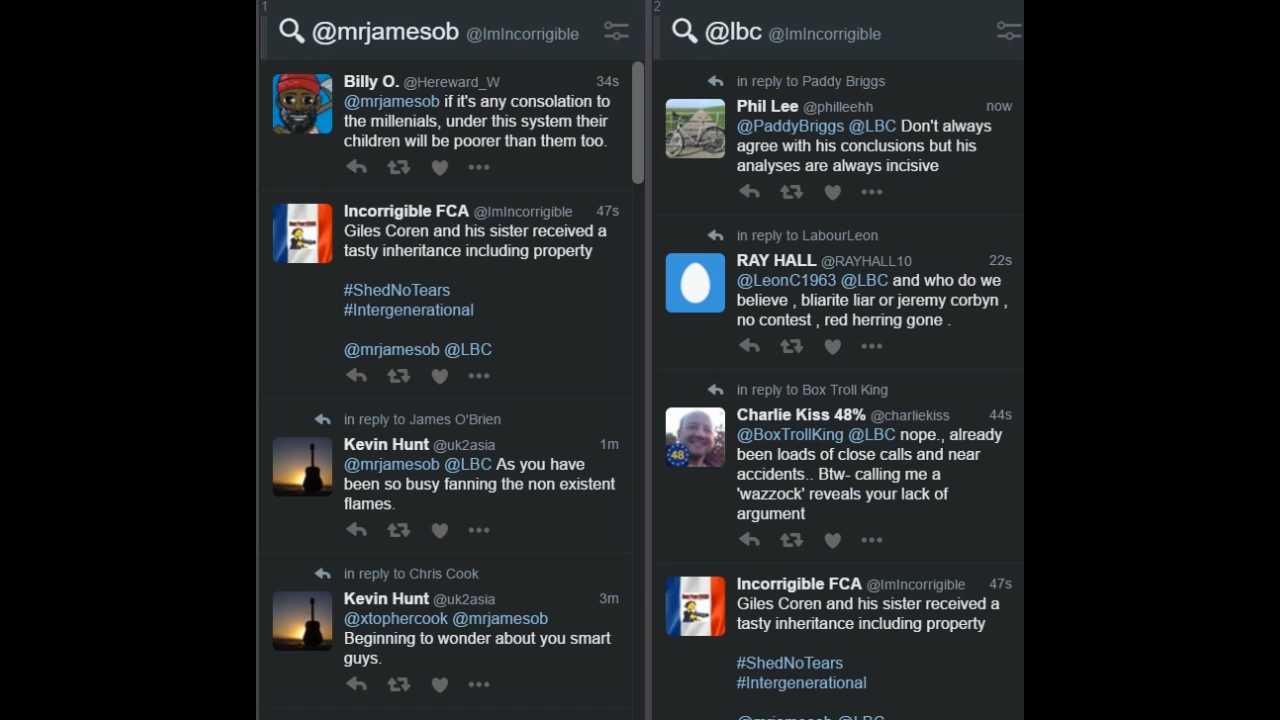 1
@mrjamesob @ImIncorrigible
Billy O. @Hereward_W 34s
@mrjamesob if it's any consolation to
the millenials, under this system their
children will be poorer than them too.
Incorrigible FCA @ImIncorrigible 47s
Giles Coren and his sister received a
tasty inheritance including property
#ShedNoTears
#Intergenerational
@mrjamesob @LBC
in reply to James O'Brien
Kevin Hunt @uk2asia 1m
@mrjamesob @LBC As you have
been so busy fanning the non existent
flames.
in reply to Chris Cook
Kevin Hunt @uk2asia 3m
@xtophercook @mrjamesob
Beginning to wonder about you smart
guys.
2
@lbc @ImIncorrigible
in reply to Paddy Briggs
Phil Lee @philleehh now
@PaddyBriggs @LBC Don't always
agree with his conclusions but his
analyses are always incisive
in reply to LabourLeon
RAY HALL @RAYHALL10 22s
@LeonC1963 @LBC and who do we
believe , bliarite liar or jeremy corbyn ,
no contest , red herring gone .
in reply to Box Troll King
Charlie Kiss 48% @charliekiss 44s
@BoxTrollKing @LBC nope., already
been loads of close calls and near
accidents.. Btw- calling me a
'wazzock' reveals your lack of
argument
48
Incorrigible FCA @ImIncorrigible 47s
Giles Coren and his sister received a
tasty inheritance including property
#ShedNoTears
#Intergenerational
@mrjamesob @LBC